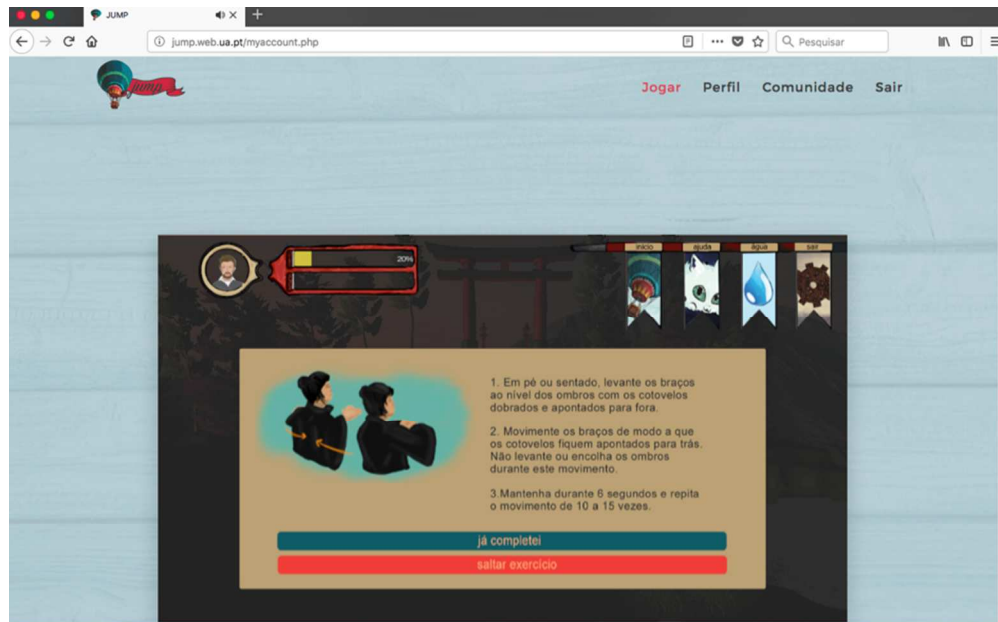 JUMP
jump.web.ua.pt/myaccount.php
Pesquisar
jump
Jogar Perfil Comunidade Sair
20%
início ajuda água sair
1. Em pé ou sentado, levante os braços
ao nível dos ombros com os cotovelos
dobrados e apontados para fora.
2. Movimente os braços de modo a que
os cotovelos fiquem apontados para trás.
Não levante ou encolha os ombros
durante este movimento.
3.Mantenha durante 6 segundos e repita
o movimento de 10 a 15 vezes.
já completei
saltar exercício